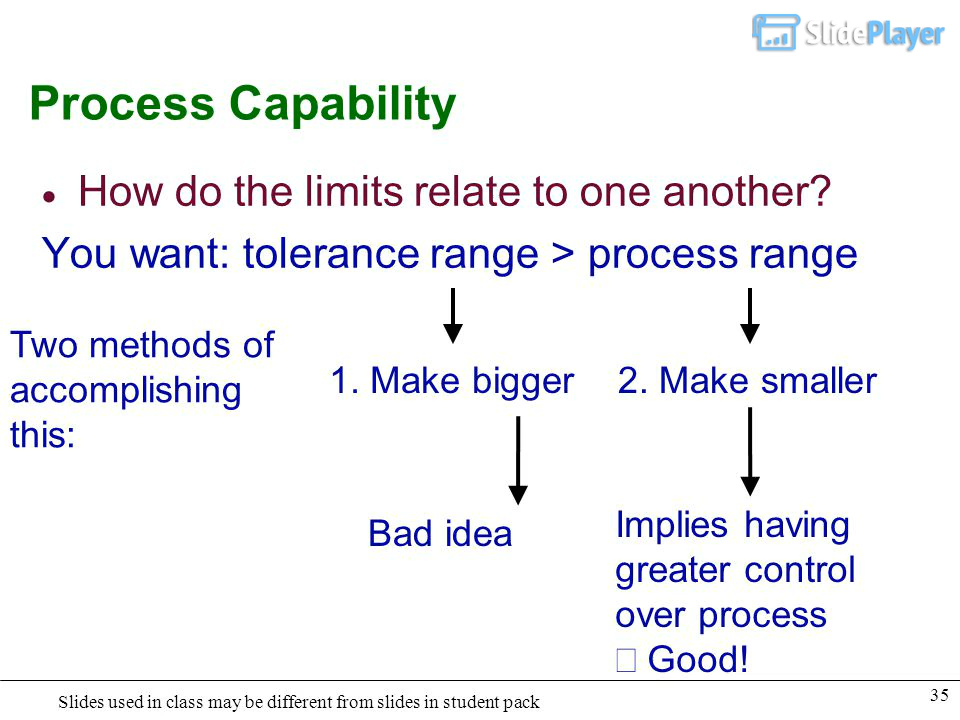 SlidePlayer
Process Capability
• How do the limits relate to one another?
You want: tolerance range > process range
Two methods of
accomplishing
this:
1. Make bigger
2. Make smaller
Bad idea
Implies having
greater control
over process
▯ Good!
Slides used in class may be different from slides in student pack
35